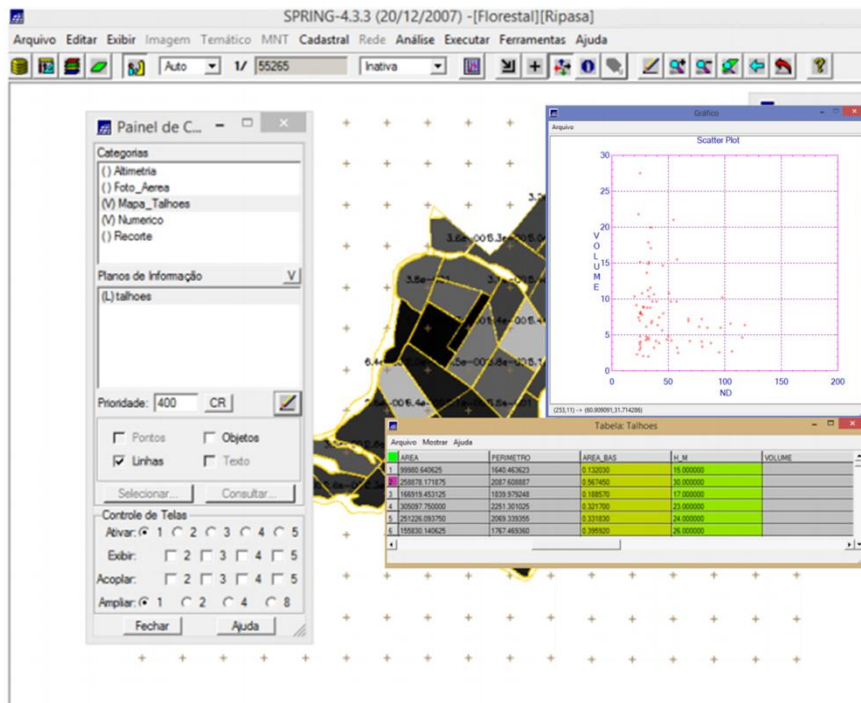 SPRING-4.3.3 (20/12/2007) -[Florestal][Ripasa]
Arquivo Editar Exibir Imagem Temático MNT Cadastral Rede Análise Executar Ferramentas Ajuda
Auto 1/ 55265 Inativa
Painel de C...
Categorias
() Altimetria
() Foto_Aerea
(V) Mapa_Talhoes
(V) Numerico
() Recorte
Planos de Informação V
(L) talhoes
Prioridade: 400 CR
Pontos Objetos
Linhas Texto
Selecionar... Consultar...
Controle de Telas
Ativar: 1 2 3 4 5
Exibir: 2 3 4 5
Acoplar: 2 3 4 5
Ampliar: 1 2 4 8
Fechar Ajuda
Gráfico
Arquivo
Scatter Plot
VOLUME
30
25
20
15
10
5
0
0 50 100 150 200
ND
(253,11) -> (60.909091,31.714286)
Tabela: Talhoes
Arquivo Mostrar Ajuda
AREA PERIMETRO AREA_BAS H_M VOLUME
1 99980.640625 1640.463623 0.132030 15.000000
2 258878.171875 2087.608887 0.567450 30.000000
3 166919.453125 1839.979248 0.188570 17.000000
4 305097.750000 2251.301025 0.321700 23.000000
5 251226.093750 2069.339355 0.331830 24.000000
6 155830.140625 1767.469360 0.395920 26.000000